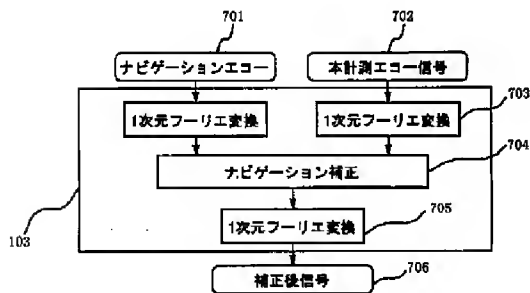 701
702
ナビゲーションエコー
本計測エコー信号
703
1次元フーリエ変換
1次元フーリエ変換
704
ナビゲーション補正
705
1次元フーリエ変換
103
706
補正後信号